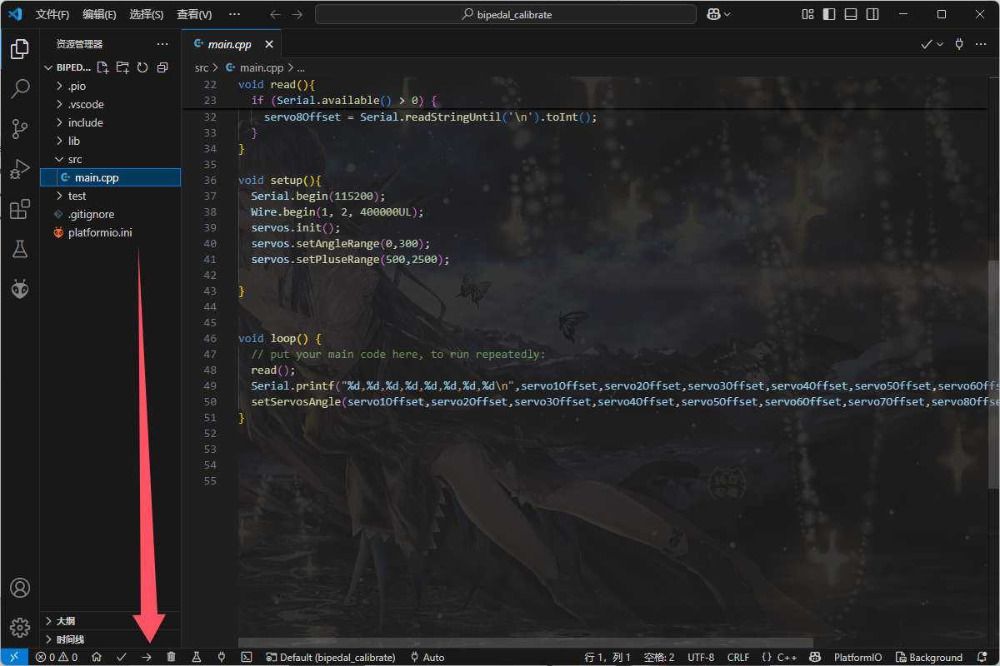 文件(F) 编辑(E) 选择(S) 查看(V) ··· bipedal_calibrate
资源管理器 ···
BIPED...
.pio
.vscode
include
lib
src
main.cpp
test
.gitignore
platformio.ini
大纲
时间线
main.cpp
src > main.cpp > ...
22 void read(){
23 if (Serial.available() > 0) {
32 servo8Offset = Serial.readStringUntil('\n').toInt();
33 }
34 }
35
36 void setup(){
37 Serial.begin(115200);
38 Wire.begin(1, 2, 400000UL);
39 servos.init();
40 servos.setAngleRange(0,300);
41 servos.setPluseRange(500,2500);
42
43 }
44
45
46 void loop() {
47 // put your main code here, to run repeatedly:
48 read();
49 Serial.printf("%d,%d,%d,%d,%d,%d,%d,%d\n",servo1Offset,servo2Offset,servo3Offset,servo4Offset,servo5Offset,servo6Offs
50 setServosAngle(servo1Offset,servo2Offset,servo3Offset,servo4Offset,servo5Offset,servo6Offset,servo7Offset,servo8Offse
51 }
52
53
54
55
0 0 Default (bipedal_calibrate) Auto 行 1，列 1 空格: 2 UTF-8 CRLF {} C++ PlatformIO Background